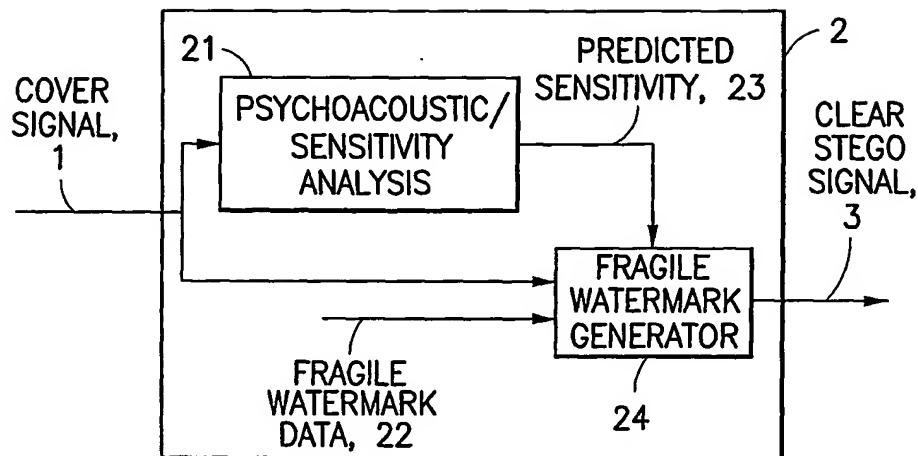 21
PSYCHOACOUSTIC/
SENSITIVITY
ANALYSIS
PREDICTED
SENSITIVITY, 23
2
COVER
SIGNAL,
1
CLEAR
STEGO
SIGNAL,
3
FRAGILE
WATERMARK
GENERATOR
24
FRAGILE
WATERMARK
DATA, 22